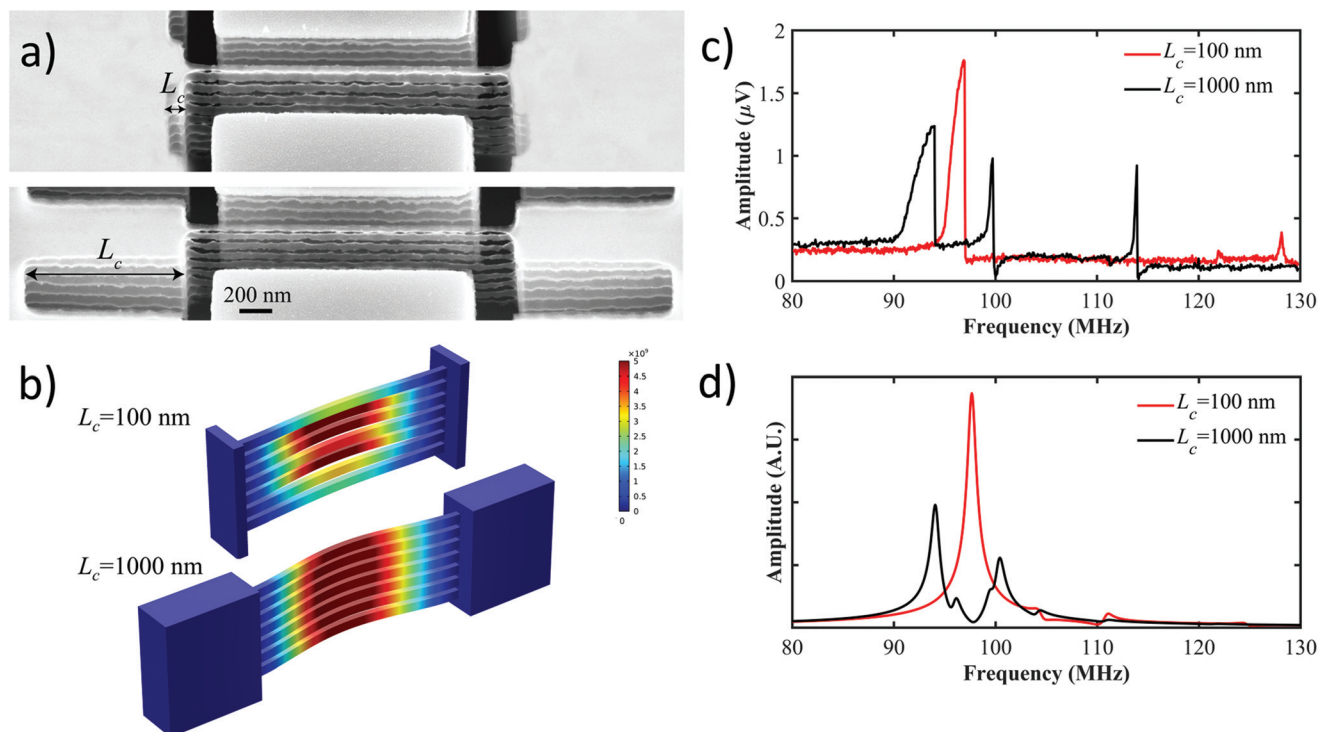 a)
Lc
Lc
200 nm
b)
Lc=100 nm
Lc=1000 nm
×10⁹
5
4.5
4
3.5
3
2.5
2
1.5
1
0.5
0
0
c)
Amplitude (μV)
2
1.5
1
0.5
0
Lc=100 nm
Lc=1000 nm
80 90 100 110 120 130
Frequency (MHz)
d)
Amplitude (A.U.)
Lc=100 nm
Lc=1000 nm
80 90 100 110 120 130
Frequency (MHz)